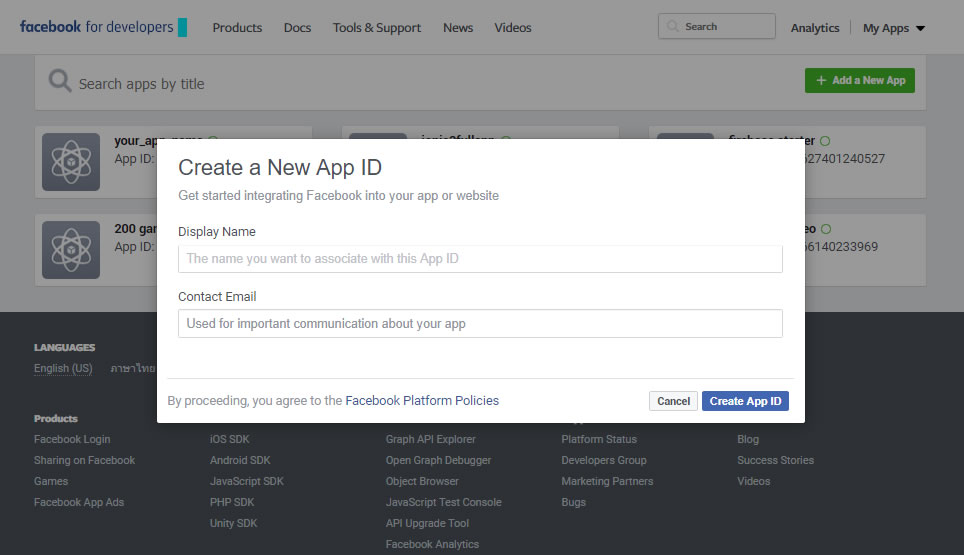 facebook for developers Products Docs Tools & Support News Videos Search Analytics My Apps
Search apps by title + Add a New App
your_app_name
App ID:
627401240527
Create a New App ID
Get started integrating Facebook into your app or website
Display Name
The name you want to associate with this App ID
Contact Email
Used for important communication about your app
By proceeding, you agree to the Facebook Platform Policies Cancel Create App ID
200 gam
App ID:
eo
66140233969
LANGUAGES
English (US) ภาษาไทย
Products
Facebook Login
Sharing on Facebook
Games
Facebook App Ads
iOS SDK
Android SDK
JavaScript SDK
PHP SDK
Unity SDK
Graph API Explorer
Open Graph Debugger
Object Browser
JavaScript Test Console
API Upgrade Tool
Facebook Analytics
Platform Status
Developers Group
Marketing Partners
Bugs
Blog
Success Stories
Videos